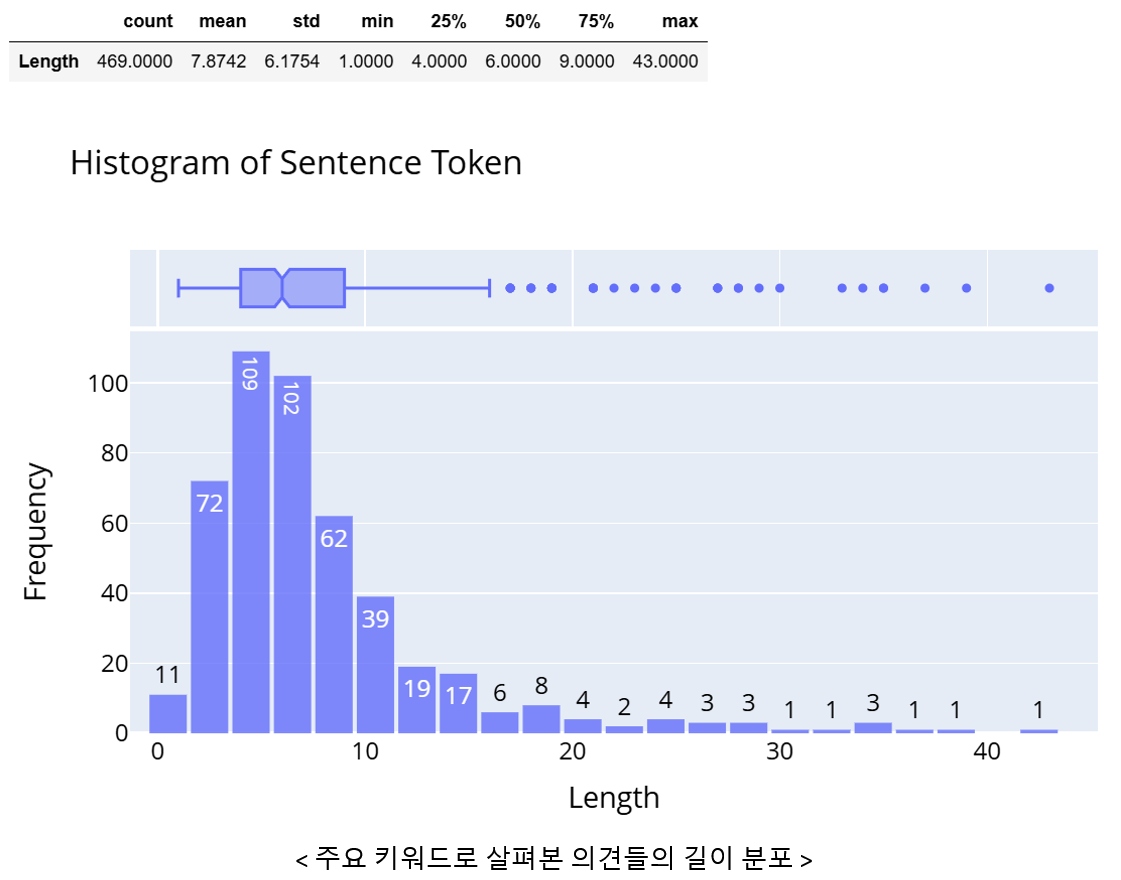 count mean std min 25% 50% 75% max
Length 469.0000 7.8742 6.1754 1.0000 4.0000 6.0000 9.0000 43.0000
Histogram of Sentence Token
Frequency
100
80
60
40
20
0
11 72 109 102 62 39 19 17 6 8 4 2 4 3 3 1 1 3 1 1 1
0 10 20 30 40
Length
< 주요 키워드로 살펴본 의견들의 길이 분포 >